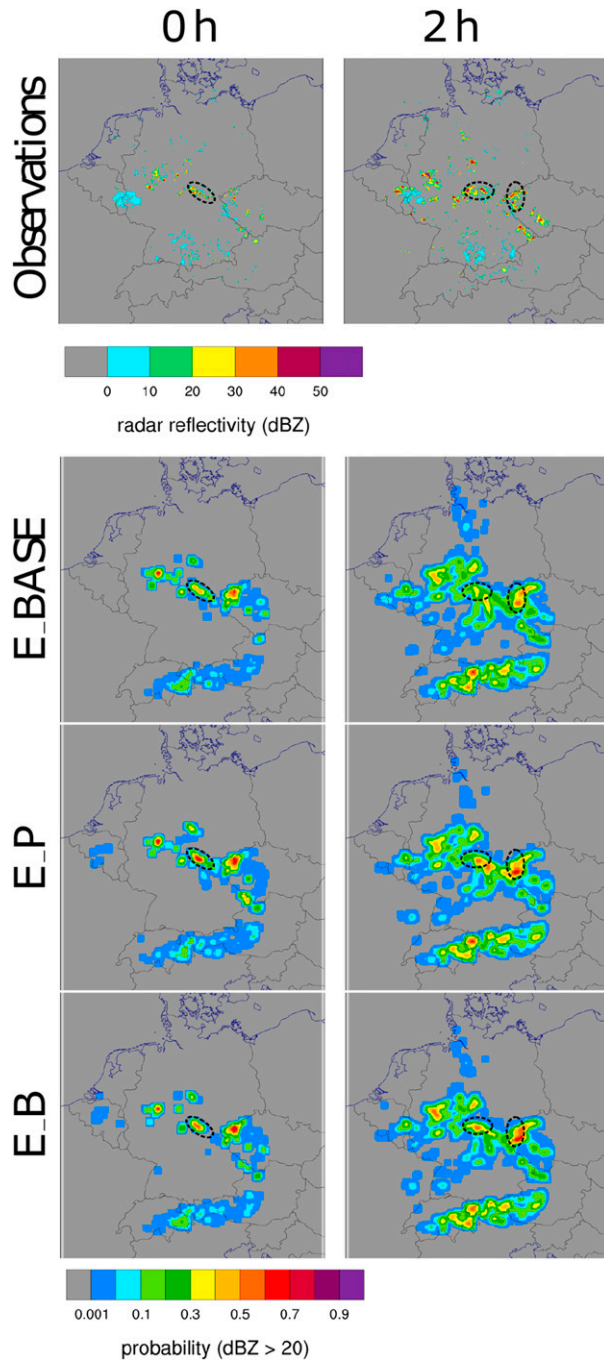 0 h 2 h
Observations
0 10 20 30 40 50
radar reflectivity (dBZ)
E_BASE
E_P
E_B
0.001 0.1 0.3 0.5 0.7 0.9
probability (dBZ > 20)